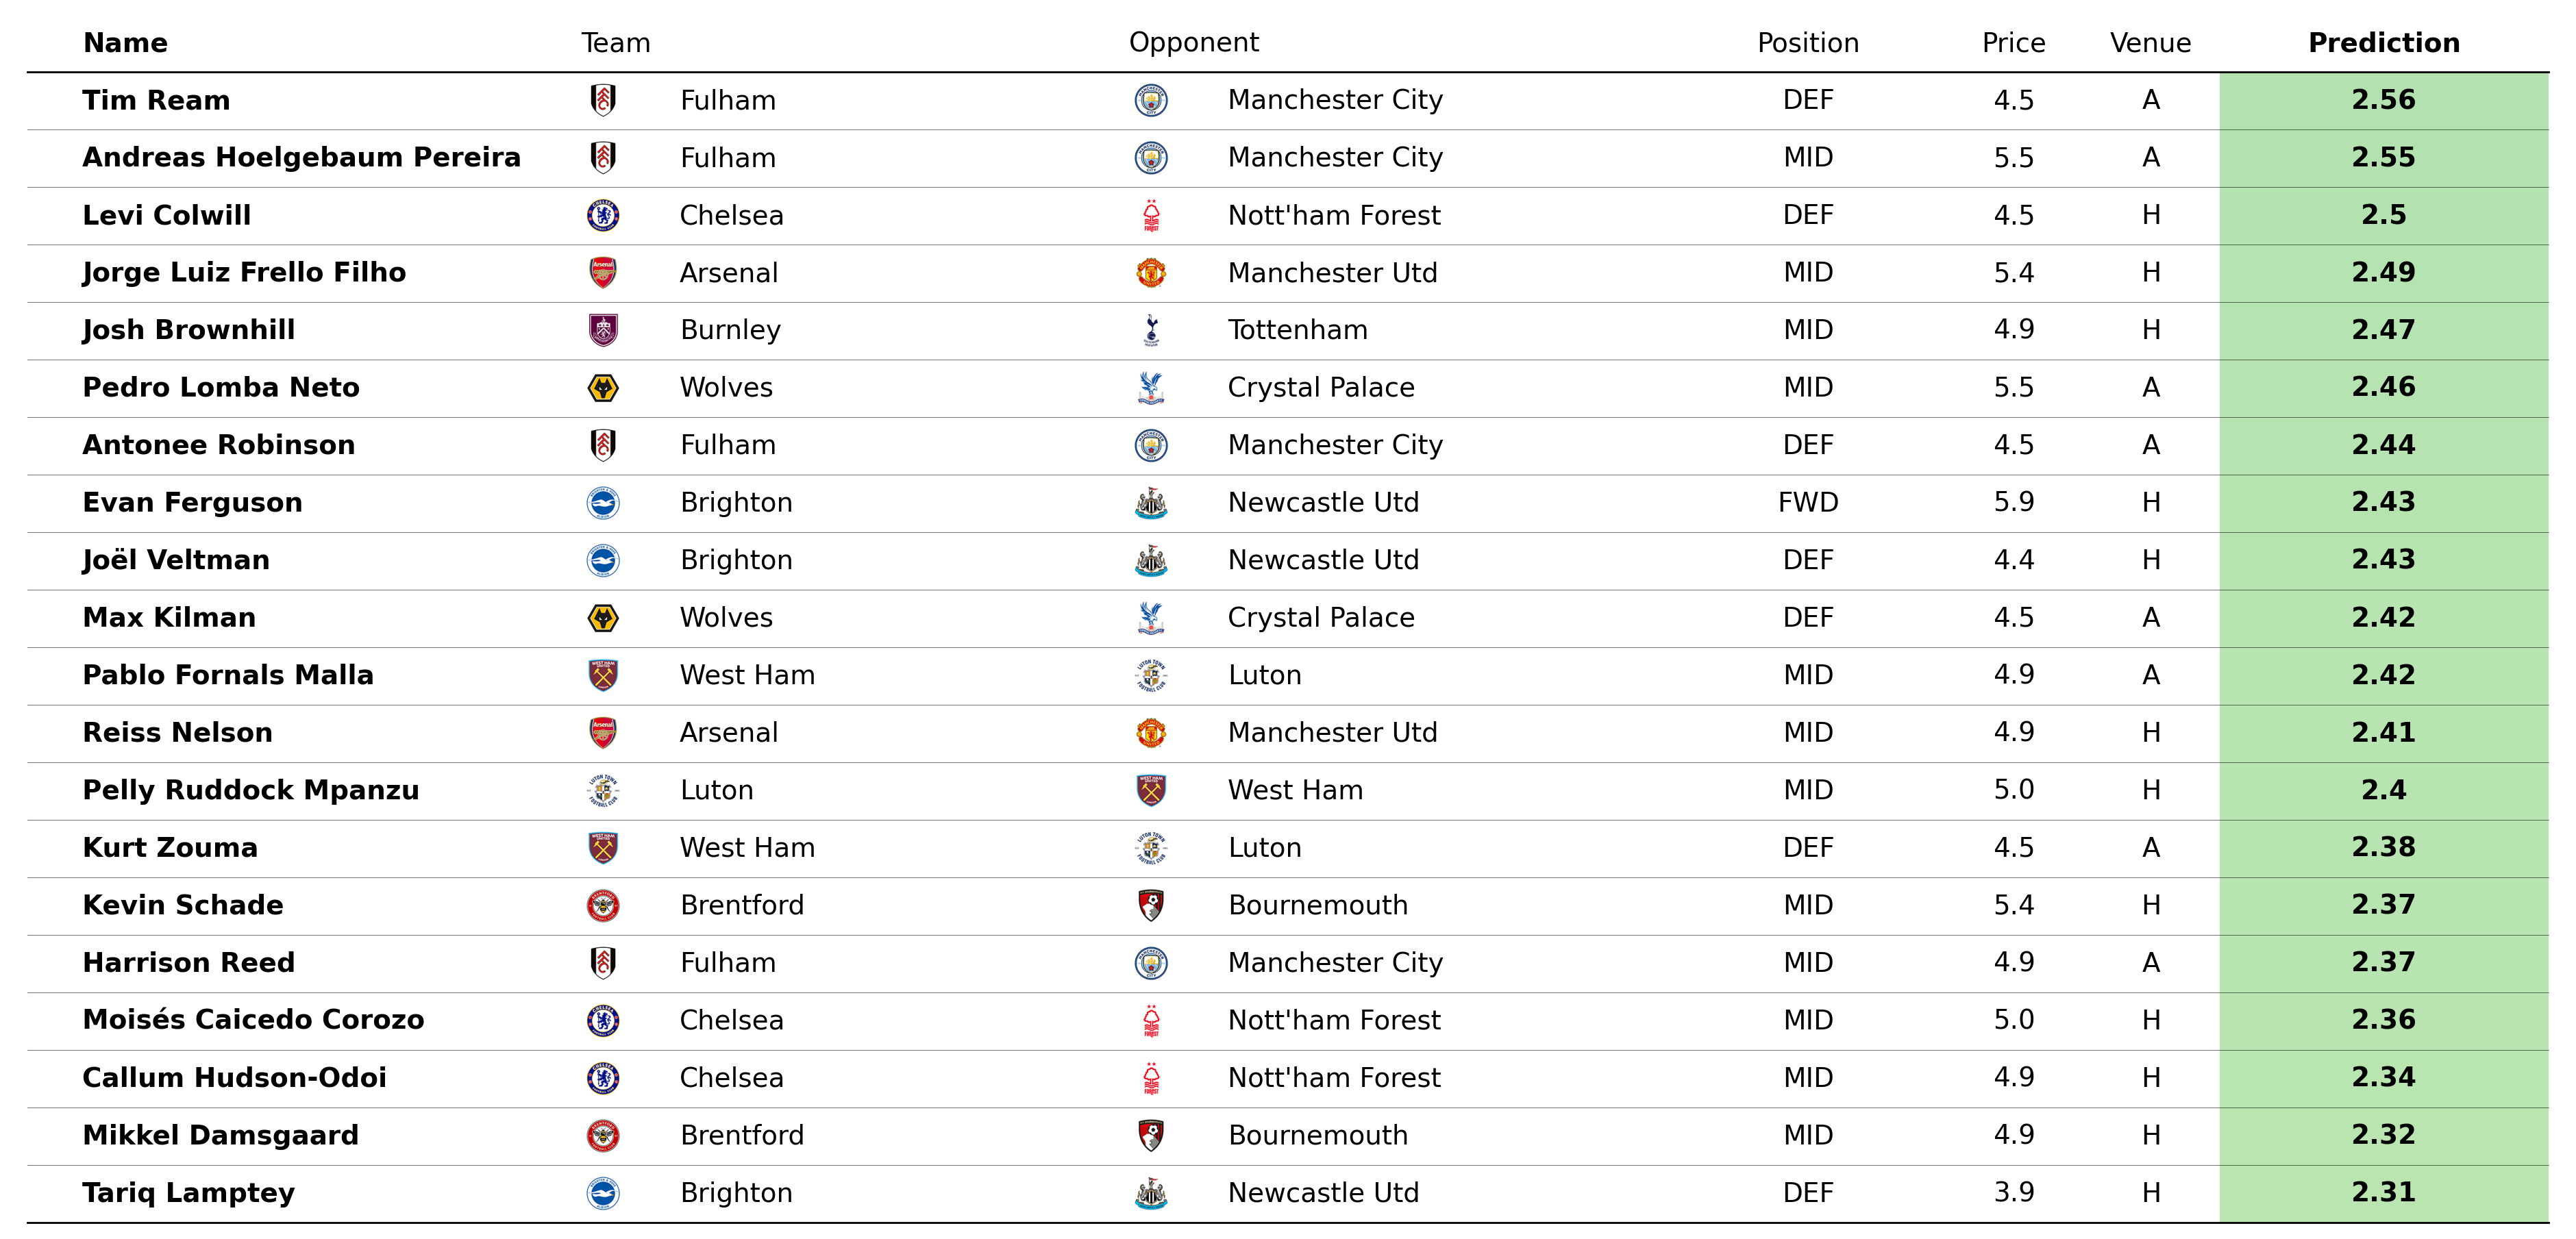 Name Team Opponent Position Price Venue Prediction
Tim Ream Fulham Manchester City DEF 4.5 A 2.56
Andreas Hoelgebaum Pereira Fulham Manchester City MID 5.5 A 2.55
Levi Colwill Chelsea Nott'ham Forest DEF 4.5 H 2.5
Jorge Luiz Frello Filho Arsenal Manchester Utd MID 5.4 H 2.49
Josh Brownhill Burnley Tottenham MID 4.9 H 2.47
Pedro Lomba Neto Wolves Crystal Palace MID 5.5 A 2.46
Antonee Robinson Fulham Manchester City DEF 4.5 A 2.44
Evan Ferguson Brighton Newcastle Utd FWD 5.9 H 2.43
Joël Veltman Brighton Newcastle Utd DEF 4.4 H 2.43
Max Kilman Wolves Crystal Palace DEF 4.5 A 2.42
Pablo Fornals Malla West Ham Luton MID 4.9 A 2.42
Reiss Nelson Arsenal Manchester Utd MID 4.9 H 2.41
Pelly Ruddock Mpanzu Luton West Ham MID 5.0 H 2.4
Kurt Zouma West Ham Luton DEF 4.5 A 2.38
Kevin Schade Brentford Bournemouth MID 5.4 H 2.37
Harrison Reed Fulham Manchester City MID 4.9 A 2.37
Moisés Caicedo Corozo Chelsea Nott'ham Forest MID 5.0 H 2.36
Callum Hudson-Odoi Chelsea Nott'ham Forest MID 4.9 H 2.34
Mikkel Damsgaard Brentford Bournemouth MID 4.9 H 2.32
Tariq Lamptey Brighton Newcastle Utd DEF 3.9 H 2.31